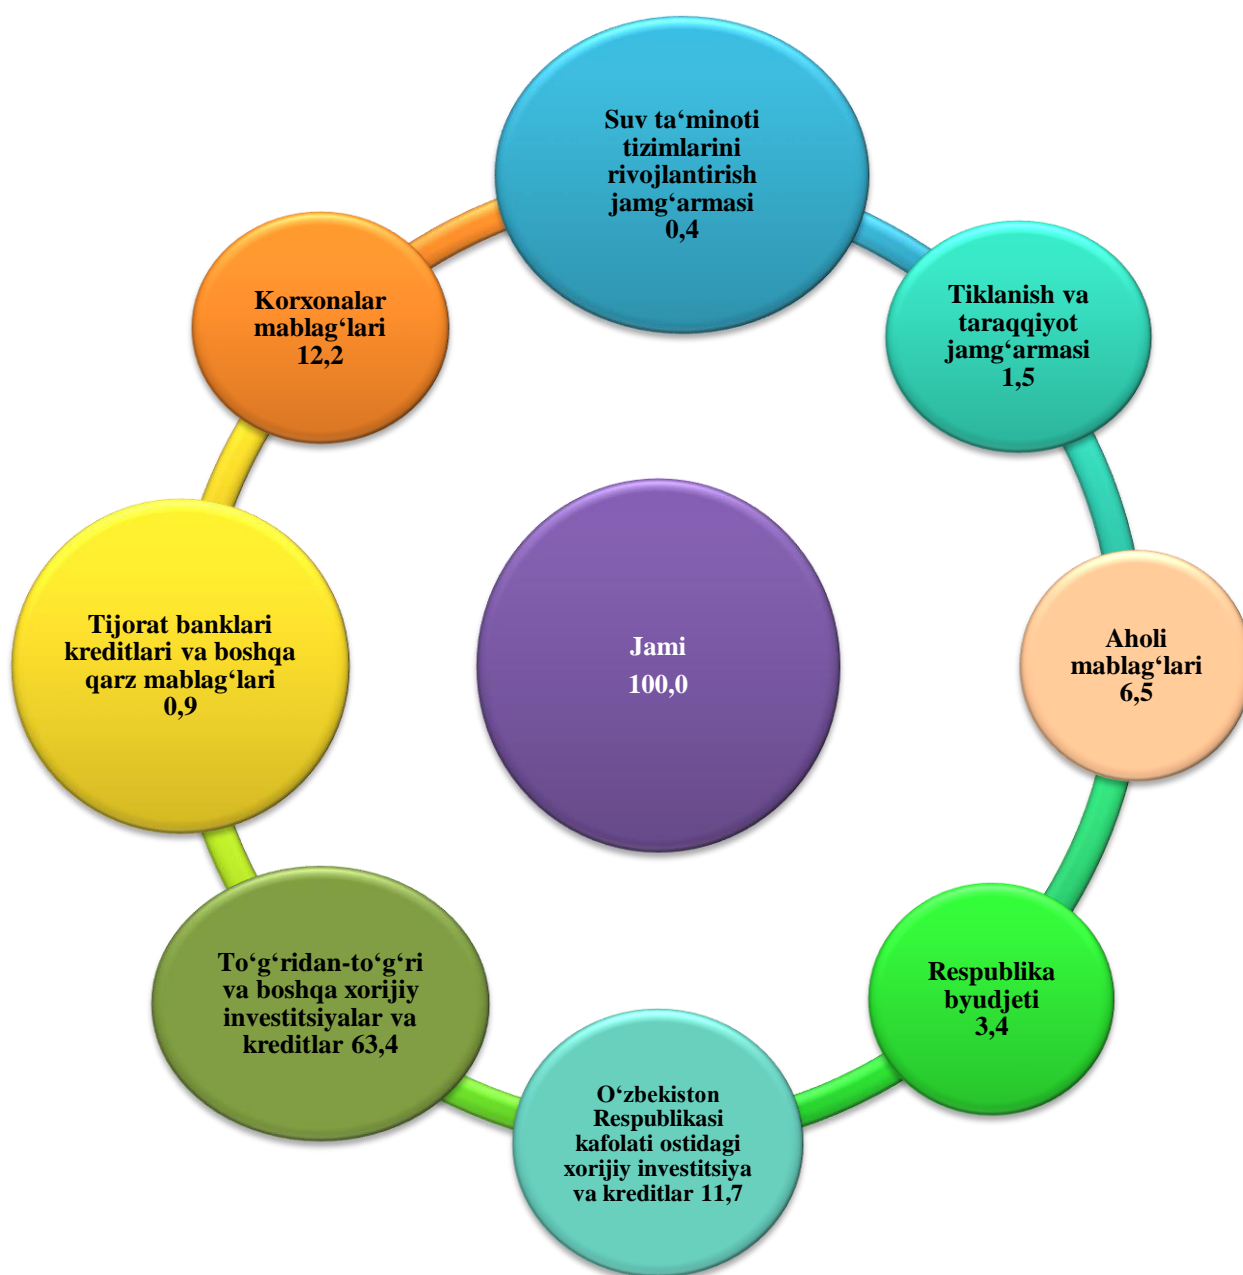 Suv ta‘minoti
tizimlarini
rivojlantirish
jamg‘armasi
0,4
Tiklanish va
taraqqiyot
jamg‘armasi
1,5
Aholi
mablag‘lari
6,5
Respublika
byudjeti
3,4
O‘zbekiston
Respublikasi
kafolati ostidagi
xorijiy investitsiya
va kreditlar 11,7
To‘g‘ridan-to‘g‘ri
va boshqa xorijiy
investitsiyalar va
kreditlar 63,4
Tijorat banklari
kreditlari va boshqa
qarz mablag‘lari
0,9
Korxonalar
mablag‘lari
12,2
Jami
100,0